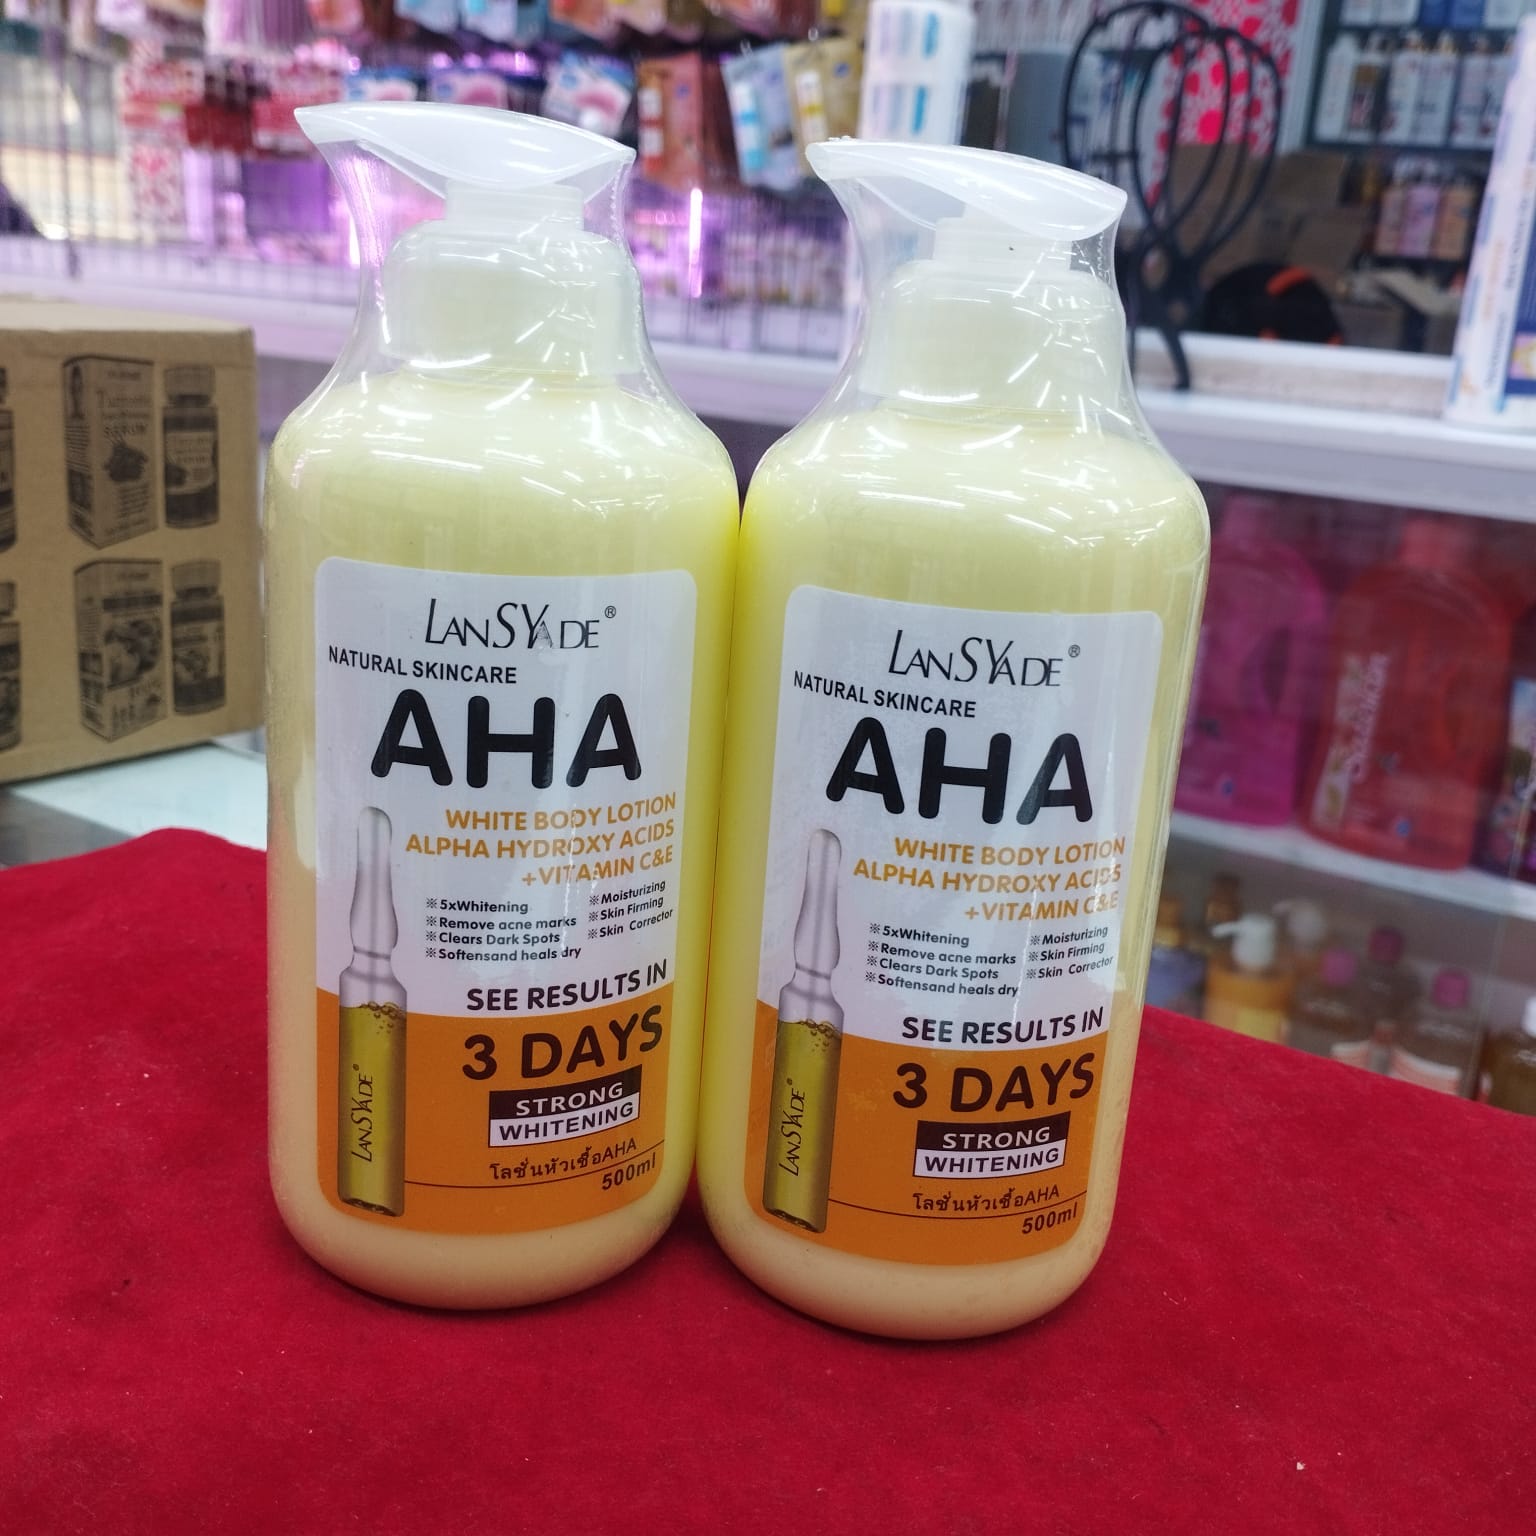 LANSYADE®
NATURAL SKINCARE
AHA
WHITE BODY LOTION
ALPHA HYDROXY ACIDS
+VITAMIN C&E
※5xWhitening
※Remove acne marks
※Clears Dark Spots
※Softensand heals dry
※Moisturizing
※Skin Firming
※Skin Corrector
SEE RESULTS IN
3 DAYS
STRONG
WHITENING
LANSYADE®
โลชั่นหัวเชื้อAHA
500ml
LANSYADE®
NATURAL SKINCARE
AHA
WHITE BODY LOTION
ALPHA HYDROXY ACIDS
+VITAMIN C&E
※5xWhitening
※Remove acne marks
※Clears Dark Spots
※Softensand heals dry
※Moisturizing
※Skin Firming
※Skin Corrector
SEE RESULTS IN
3 DAYS
STRONG
WHITENING
LANSYADE®
โลชั่นหัวเชื้อAHA
500ml
Turmeric
SERUM